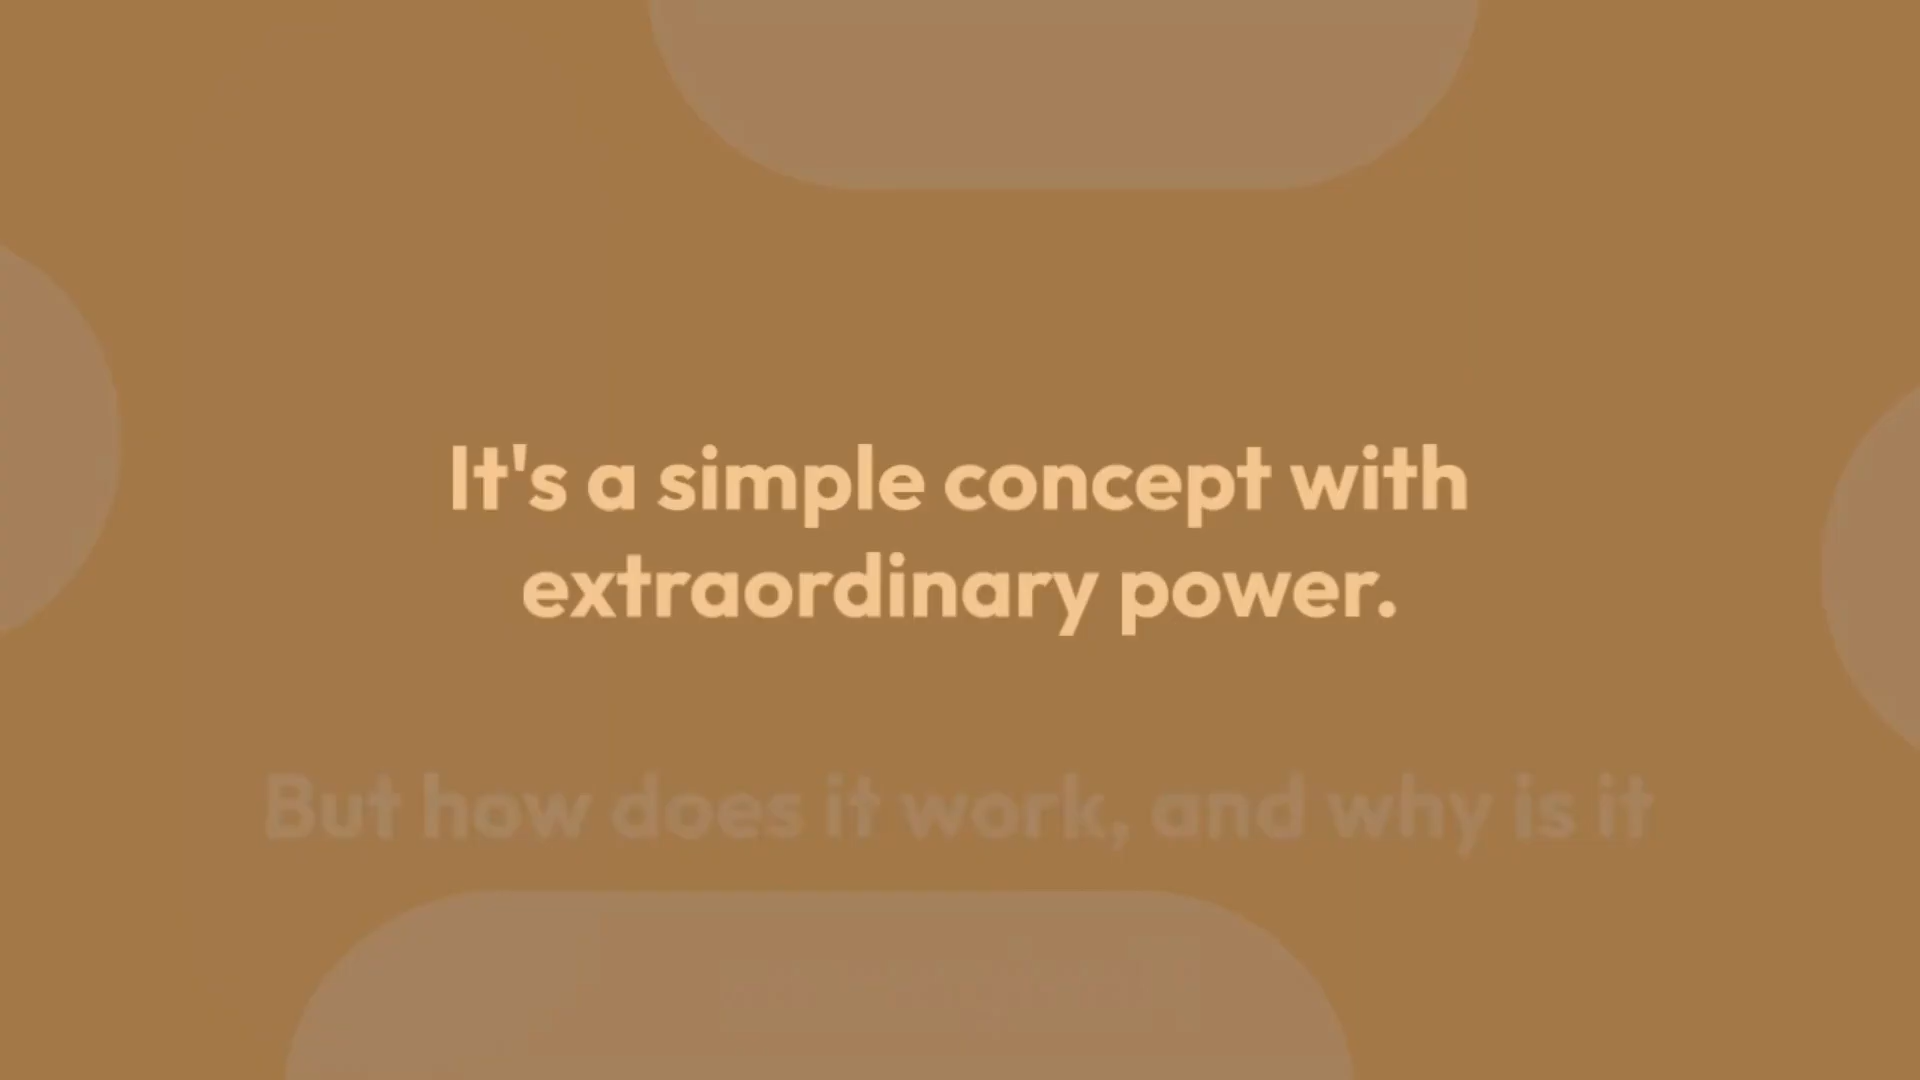 It's a simple concept with
extraordinary power.
But how does it work, and why is it